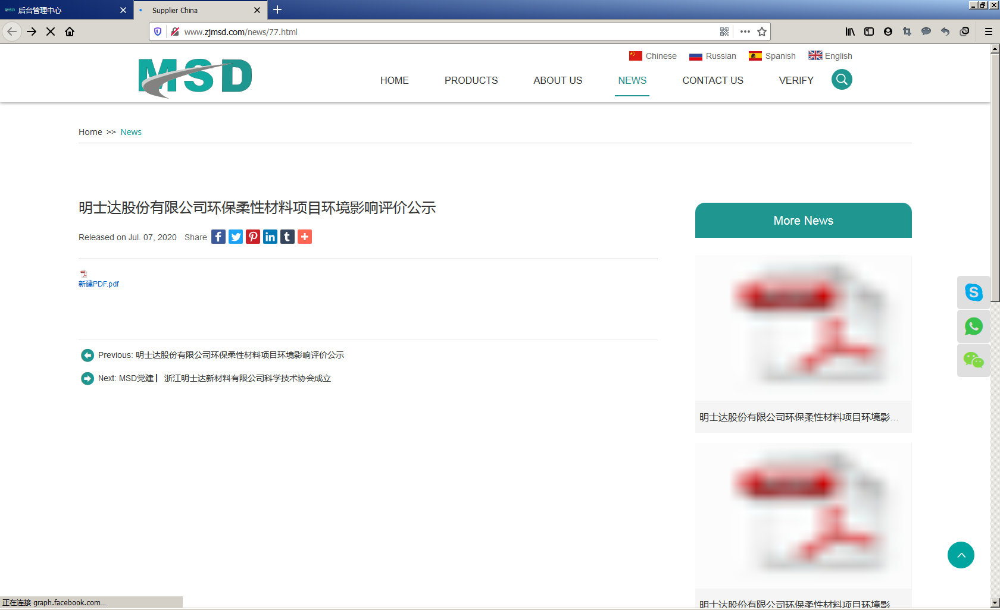 MSD 后台管理中心
Supplier China
www.zjmsd.com/news/77.html
Chinese
Russian
Spanish
English
MSD
HOME
PRODUCTS
ABOUT US
NEWS
CONTACT US
VERIFY
Home >> News
明士达股份有限公司环保柔性材料项目环境影响评价公示
Released on Jul. 07, 2020 Share
新建PDF.pdf
Previous: 明士达股份有限公司环保柔性材料项目环境影响评价公示
Next: MSD党建 | 浙江明士达新材料有限公司科学技术协会成立
More News
明士达股份有限公司环保柔性材料项目环境影…
明士达股份有限公司环保柔性材料项目环境影
正在连接 graph.facebook.com…